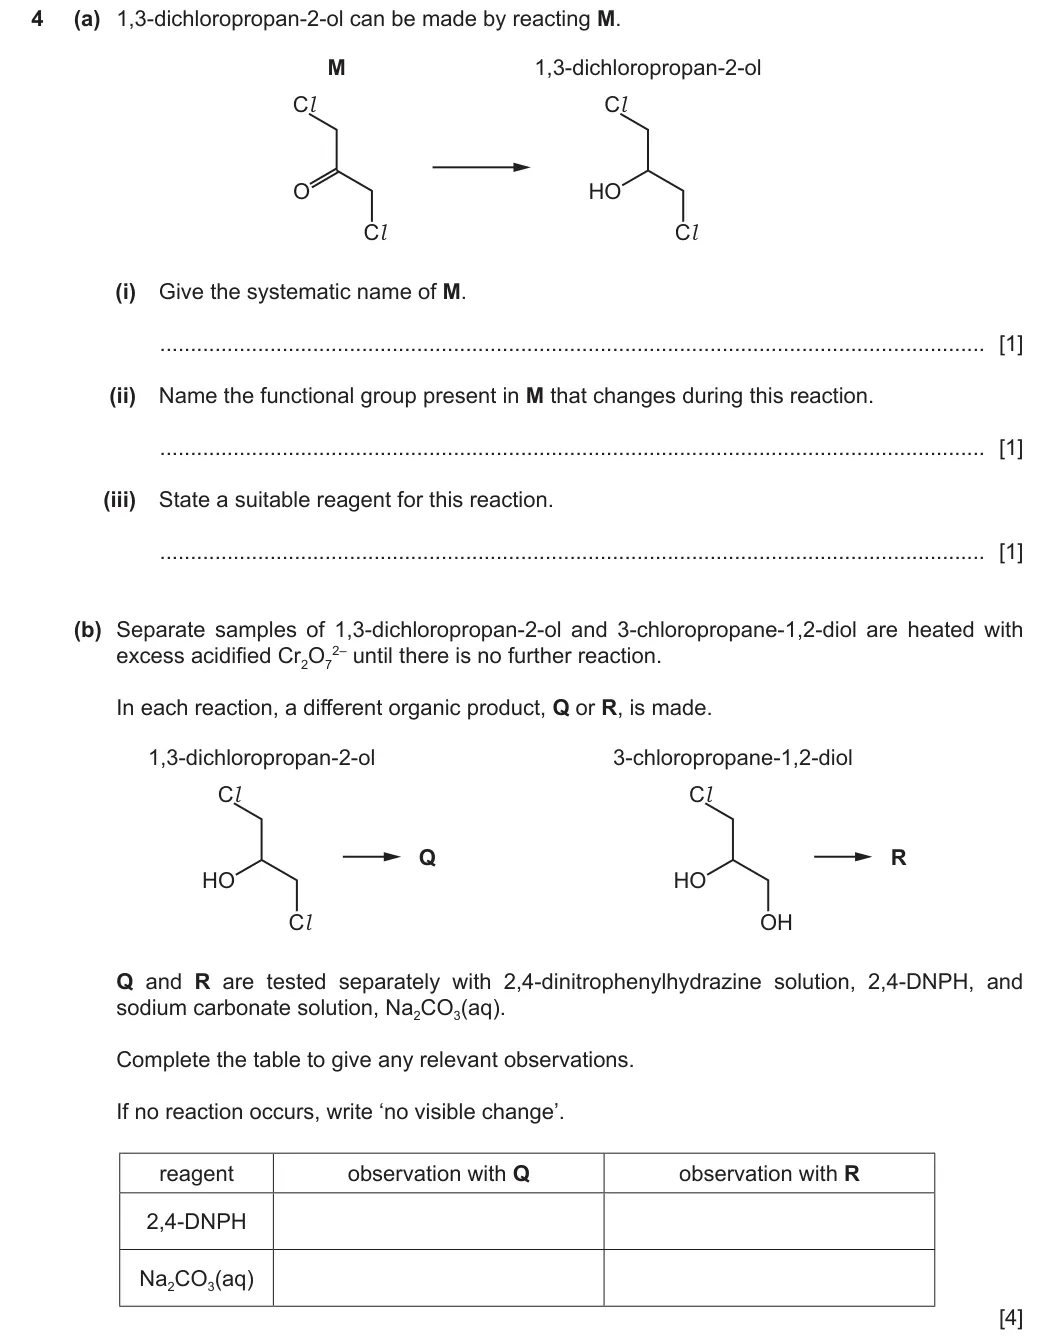 4 (a) 1,3-dichloropropan-2-ol can be made by reacting M.
M 1,3-dichloropropan-2-ol
Cl Cl
O HO
Cl Cl
(i) Give the systematic name of M.
.......................................................................................................................................... [1]
(ii) Name the functional group present in M that changes during this reaction.
.......................................................................................................................................... [1]
(iii) State a suitable reagent for this reaction.
.......................................................................................................................................... [1]
(b) Separate samples of 1,3-dichloropropan-2-ol and 3-chloropropane-1,2-diol are heated with
excess acidified Cr₂O₇²⁻ until there is no further reaction.
In each reaction, a different organic product, Q or R, is made.
1,3-dichloropropan-2-ol 3-chloropropane-1,2-diol
Cl Cl
Q R
HO HO
Cl OH
Q and R are tested separately with 2,4-dinitrophenylhydrazine solution, 2,4-DNPH, and
sodium carbonate solution, Na₂CO₃(aq).
Complete the table to give any relevant observations.
If no reaction occurs, write ‘no visible change’.
reagent observation with Q observation with R
2,4-DNPH
Na₂CO₃(aq)
[4]